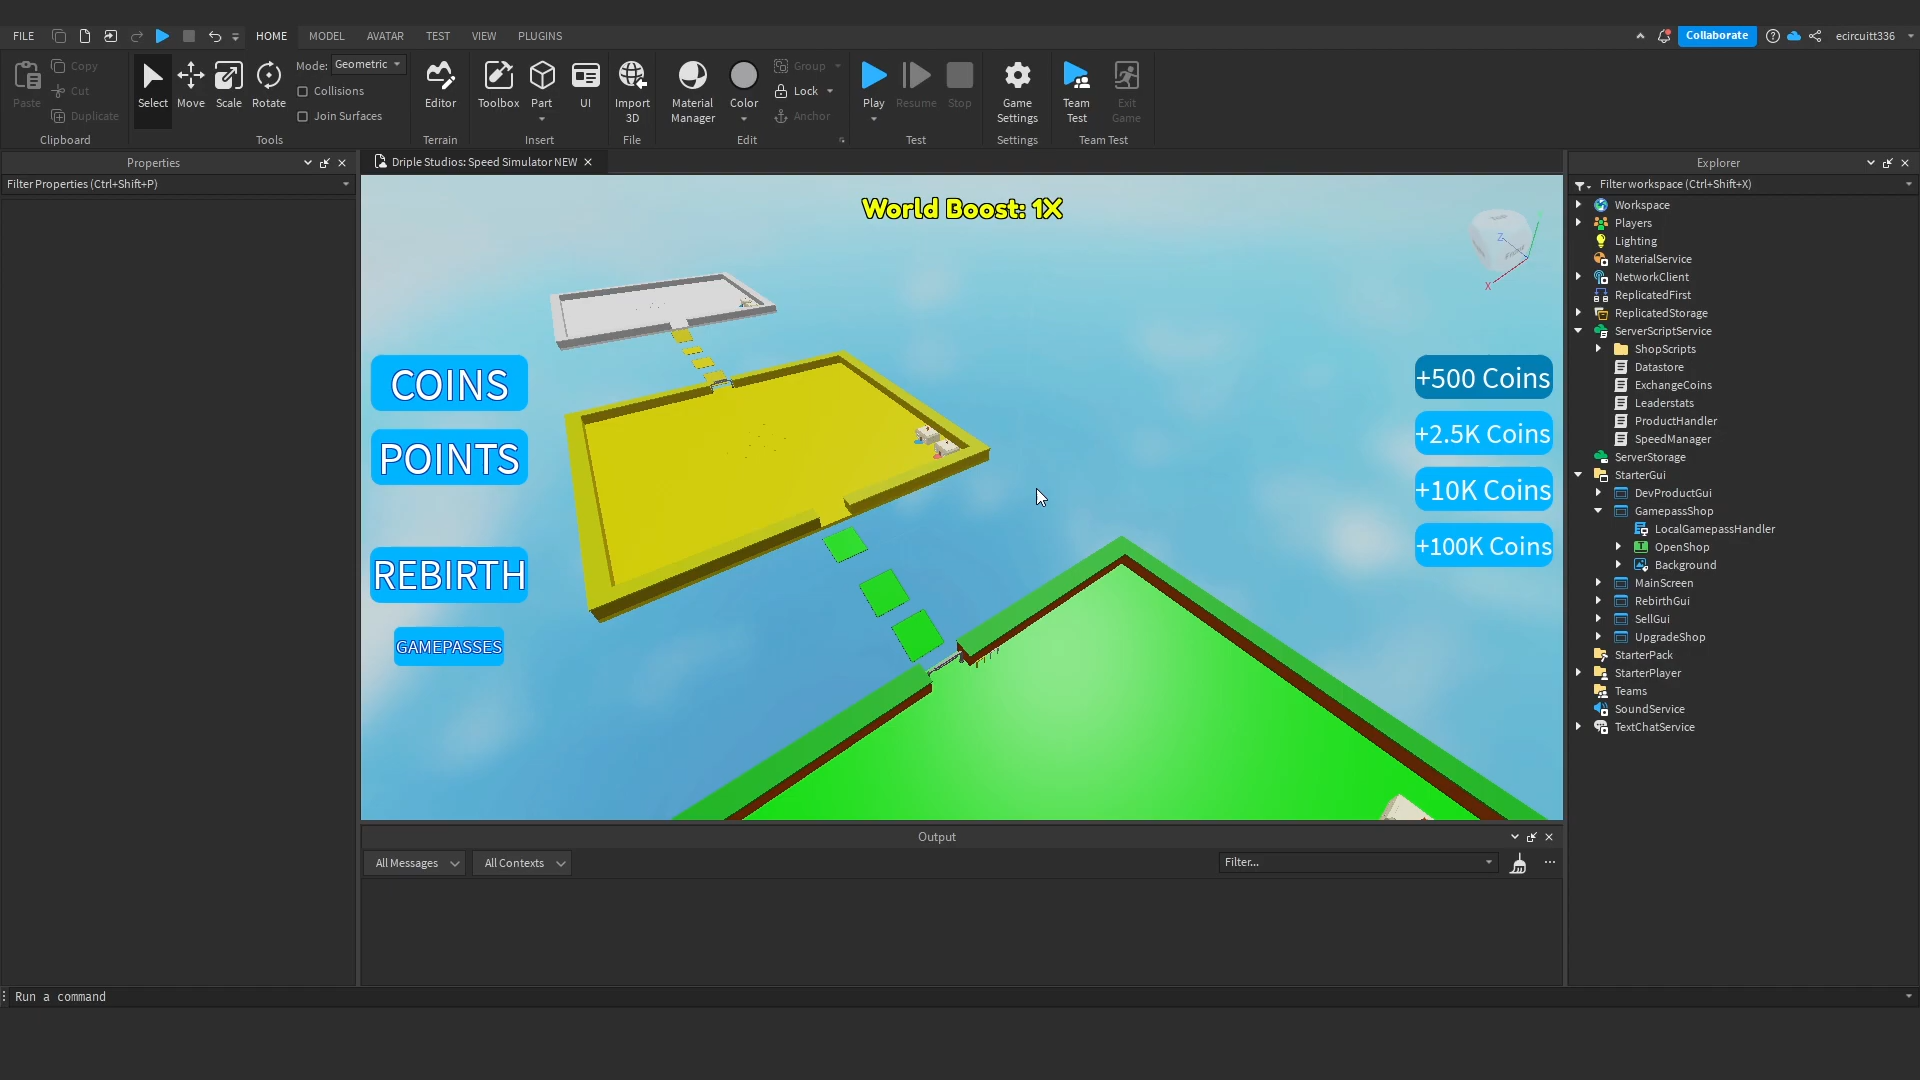 FILE
HOME
MODEL
AVATAR
TEST
VIEW
PLUGINS
Collaborate
ecircuitt336
Paste
Copy
Cut
Duplicate
Clipboard
Select
Move
Scale
Rotate
Mode: Geometric
Collisions
Join Surfaces
Tools
Editor
Terrain
Toolbox
Part
UI
Insert
Import
3D
File
Material
Manager
Color
Group
Lock
Anchor
Edit
Play
Resume
Stop
Test
Game
Settings
Settings
Team
Test
Exit
Game
Team Test
Properties
Filter Properties (Ctrl+Shift+P)
Driple Studios: Speed Simulator NEW
World Boost: 1X
Z
X
COINS
POINTS
REBIRTH
GAMEPASSES
+500 Coins
+2.5K Coins
+10K Coins
+100K Coins
Output
All Messages
All Contexts
Filter...
Explorer
Filter workspace (Ctrl+Shift+X)
Workspace
Players
Lighting
MaterialService
NetworkClient
ReplicatedFirst
ReplicatedStorage
ServerScriptService
ShopScripts
Datastore
ExchangeCoins
Leaderstats
ProductHandler
SpeedManager
ServerStorage
StarterGui
DevProductGui
GamepassShop
LocalGamepassHandler
OpenShop
Background
MainScreen
RebirthGui
SellGui
UpgradeShop
StarterPack
StarterPlayer
Teams
SoundService
TextChatService
Run a command